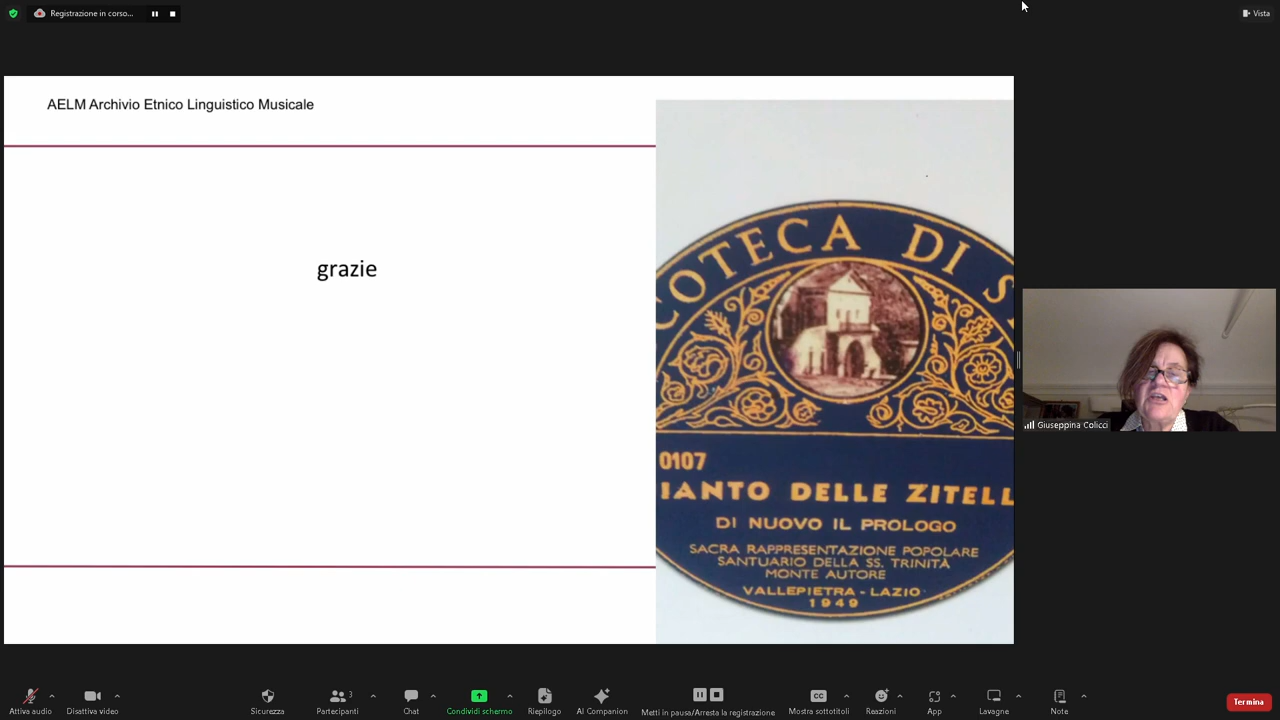 Registrazione in corso...
Vista
AELM Archivio Etnico Linguistico Musicale
grazie
OTECA DI S
0107
IANTO DELLE ZITELL
DI NUOVO IL PROLOGO
SACRA RAPPRESENTAZIONE POPOLARE
SANTUARIO DELLA SS. TRINITÀ
MONTE AUTORE
VALLEPIETRA - LAZIO
1949
Giuseppina Colicci
Attiva audio
Disattiva video
Sicurezza
Partecipanti
3
Chat
Condividi schermo
Riepilogo
AI Companion
Metti in pausa/Arresta la registrazione
CC
Mostra sottotitoli
Reazioni
App
Lavagne
Note
Termina